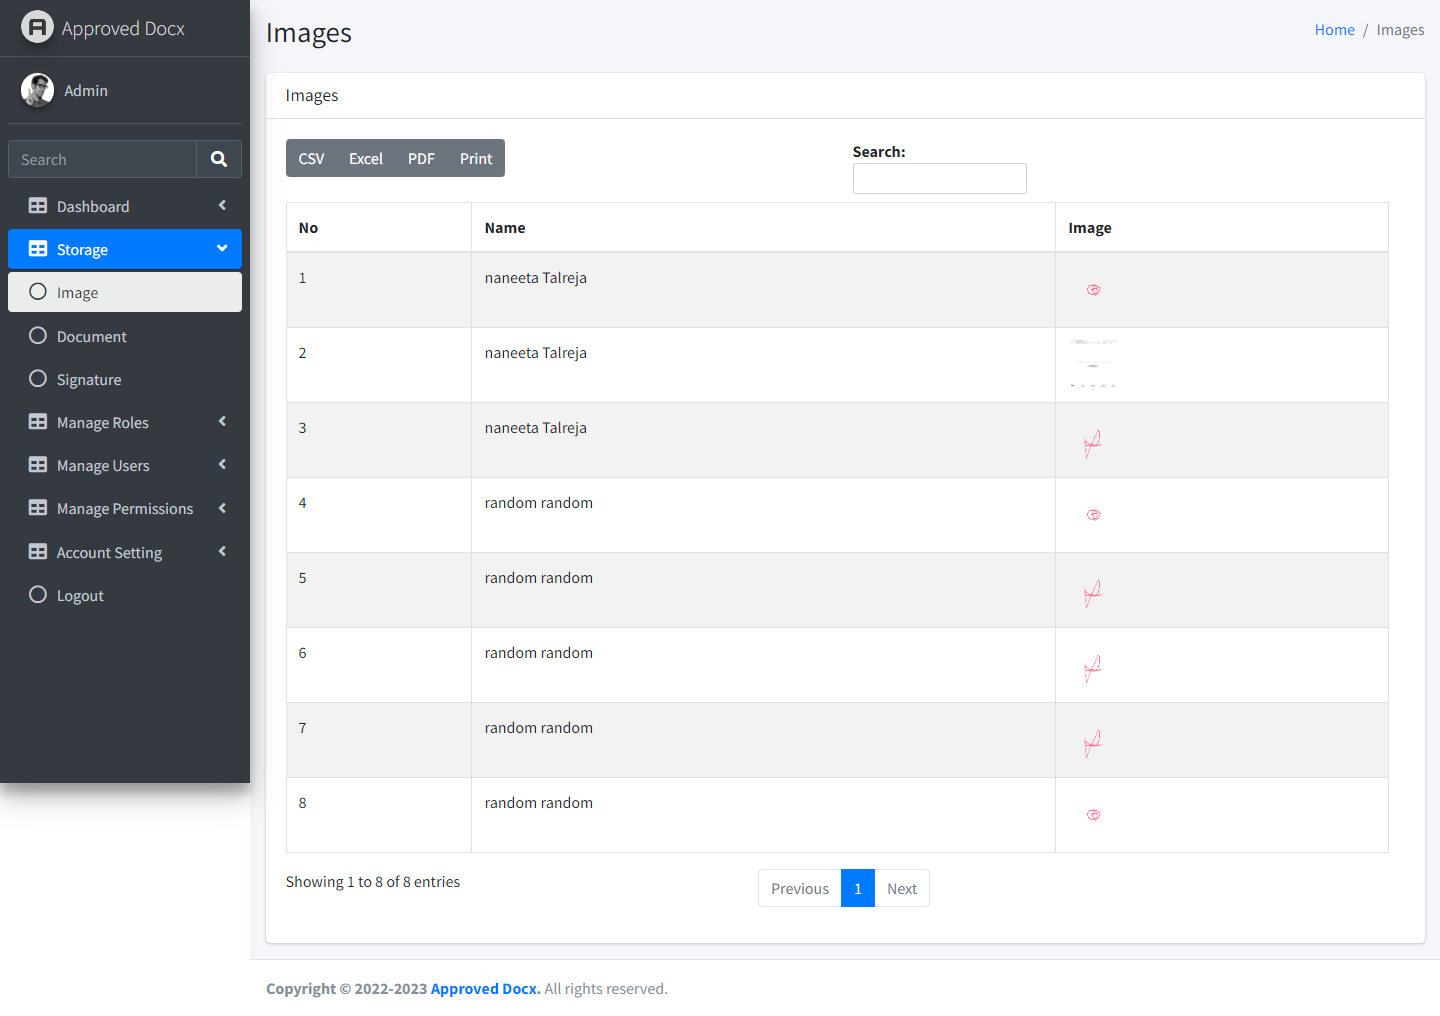 Approved Docx
Admin
Search
Dashboard
Storage
Image
Document
Signature
Manage Roles
Manage Users
Manage Permissions
Account Setting
Logout
Images
Home / Images
Images
CSV Excel PDF Print
Search:
No Name Image
1 naneeta Talreja
2 naneeta Talreja
3 naneeta Talreja
4 random random
5 random random
6 random random
7 random random
8 random random
Showing 1 to 8 of 8 entries
Previous 1 Next
Copyright © 2022-2023 Approved Docx. All rights reserved.